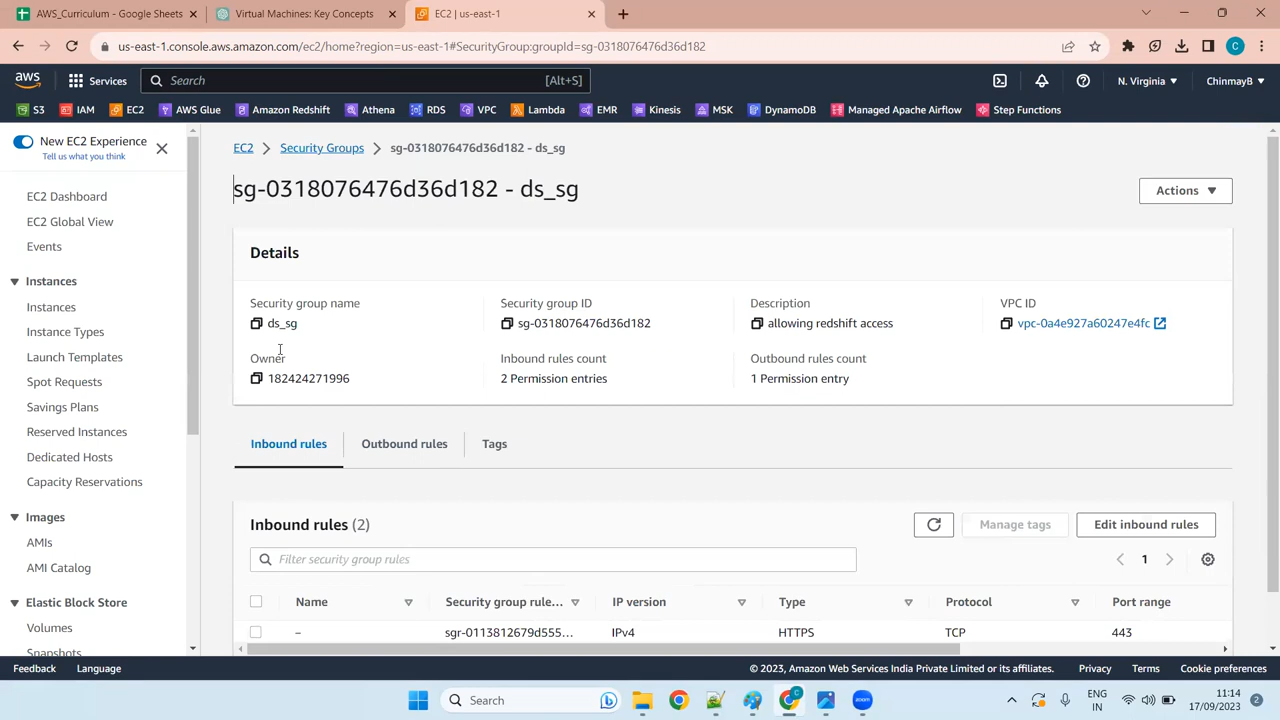 AWS_Curriculum - Google Sheets
Virtual Machines: Key Concepts
EC2 | us-east-1
us-east-1.console.aws.amazon.com/ec2/home?region=us-east-1#SecurityGroup:groupId=sg-0318076476d36d182
C
aws
Services
Search
[Alt+S]
N. Virginia
ChinmayB
S3
IAM
EC2
AWS Glue
Amazon Redshift
Athena
RDS
VPC
Lambda
EMR
Kinesis
MSK
DynamoDB
Managed Apache Airflow
Step Functions
New EC2 Experience
Tell us what you think
EC2 Dashboard
EC2 Global View
Events
Instances
Instances
Instance Types
Launch Templates
Spot Requests
Savings Plans
Reserved Instances
Dedicated Hosts
Capacity Reservations
Images
AMIs
AMI Catalog
Elastic Block Store
Volumes
Snapshots
EC2 > Security Groups > sg-0318076476d36d182 - ds_sg
sg-0318076476d36d182 - ds_sg
Actions
Details
Security group name
ds_sg
Security group ID
sg-0318076476d36d182
Description
allowing redshift access
VPC ID
vpc-0a4e927a60247e4fc
Owner
182424271996
Inbound rules count
2 Permission entries
Outbound rules count
1 Permission entry
Inbound rules
Outbound rules
Tags
Inbound rules (2)
Manage tags
Edit inbound rules
Filter security group rules
1
Name
Security group rule...
IP version
Type
Protocol
Port range
–
sgr-0113812679d555...
IPv4
HTTPS
TCP
443
Feedback
Language
© 2023, Amazon Web Services India Private Limited or its affiliates.
Privacy
Terms
Cookie preferences
Search
ENG
IN
11:14
17/09/2023
2